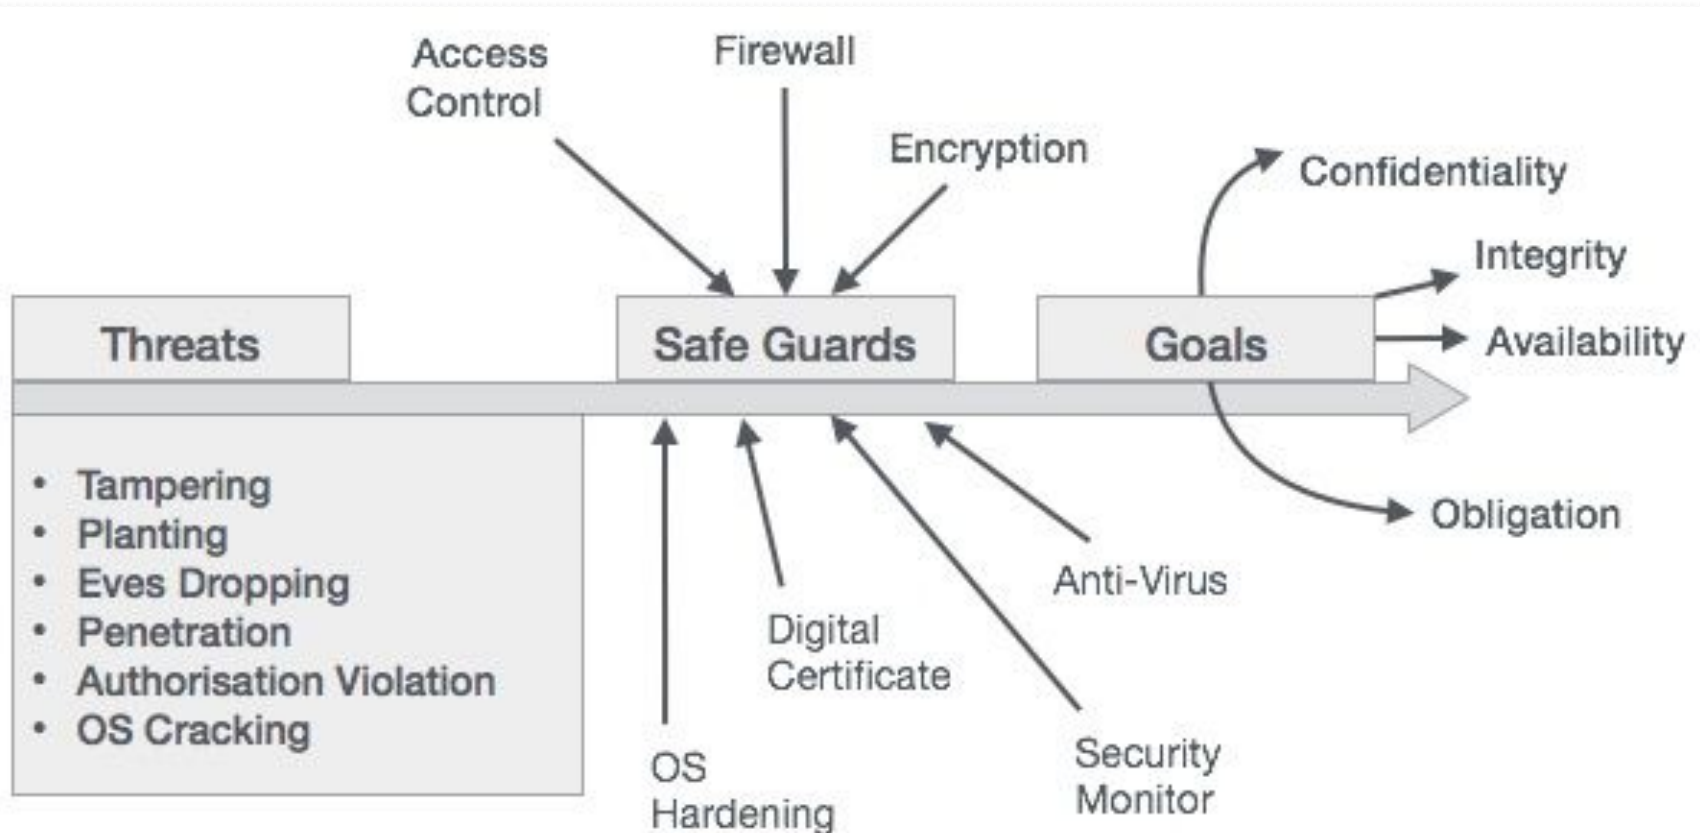 Access
Control
Firewall
Encryption
Confidentiality
Integrity
Threats
Safe Guards
Goals
Availability
• Tampering
• Planting
• Eves Dropping
• Penetration
• Authorisation Violation
• OS Cracking
Obligation
Anti-Virus
Digital
Certificate
Security
Monitor
OS
Hardening